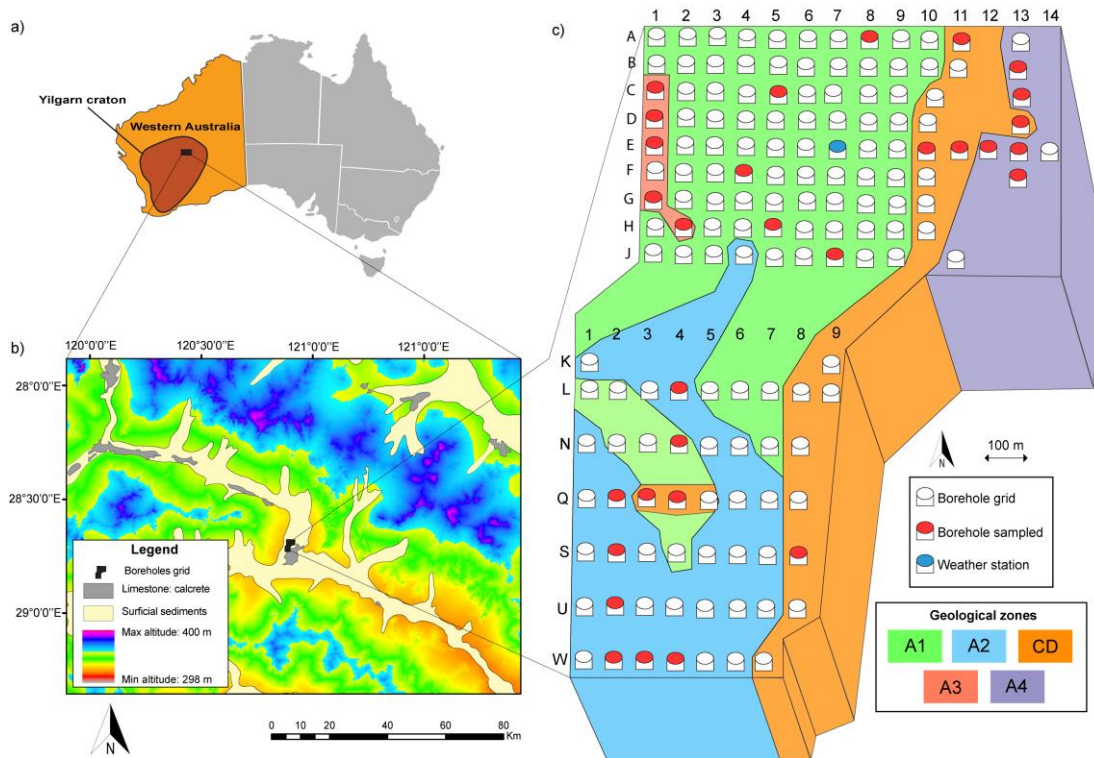 a)
Yilgarn craton
Western Australia
b)
120°0'0"E 120°30'0"E 121°0'0"E 121°0'0"E
28°0'0"E
28°3'0"E
29°0'0"E
Legend
Boreholes grid
Limestone: calcrete
Surficial sediments
Max altitude: 400 m
Min altitude: 298 m
N
0 10 20 40 60 80
Km
c)
1 2 3 4 5 6 7 8 9 10 11 12 13 14
A
B
C
D
E
F
G
H
J
1 2 3 4 5 6 7 8 9
K
L
N
Q
S
U
W
N
100 m
Borehole grid
Borehole sampled
Weather station
Geological zones
A1 A2 CD
A3 A4